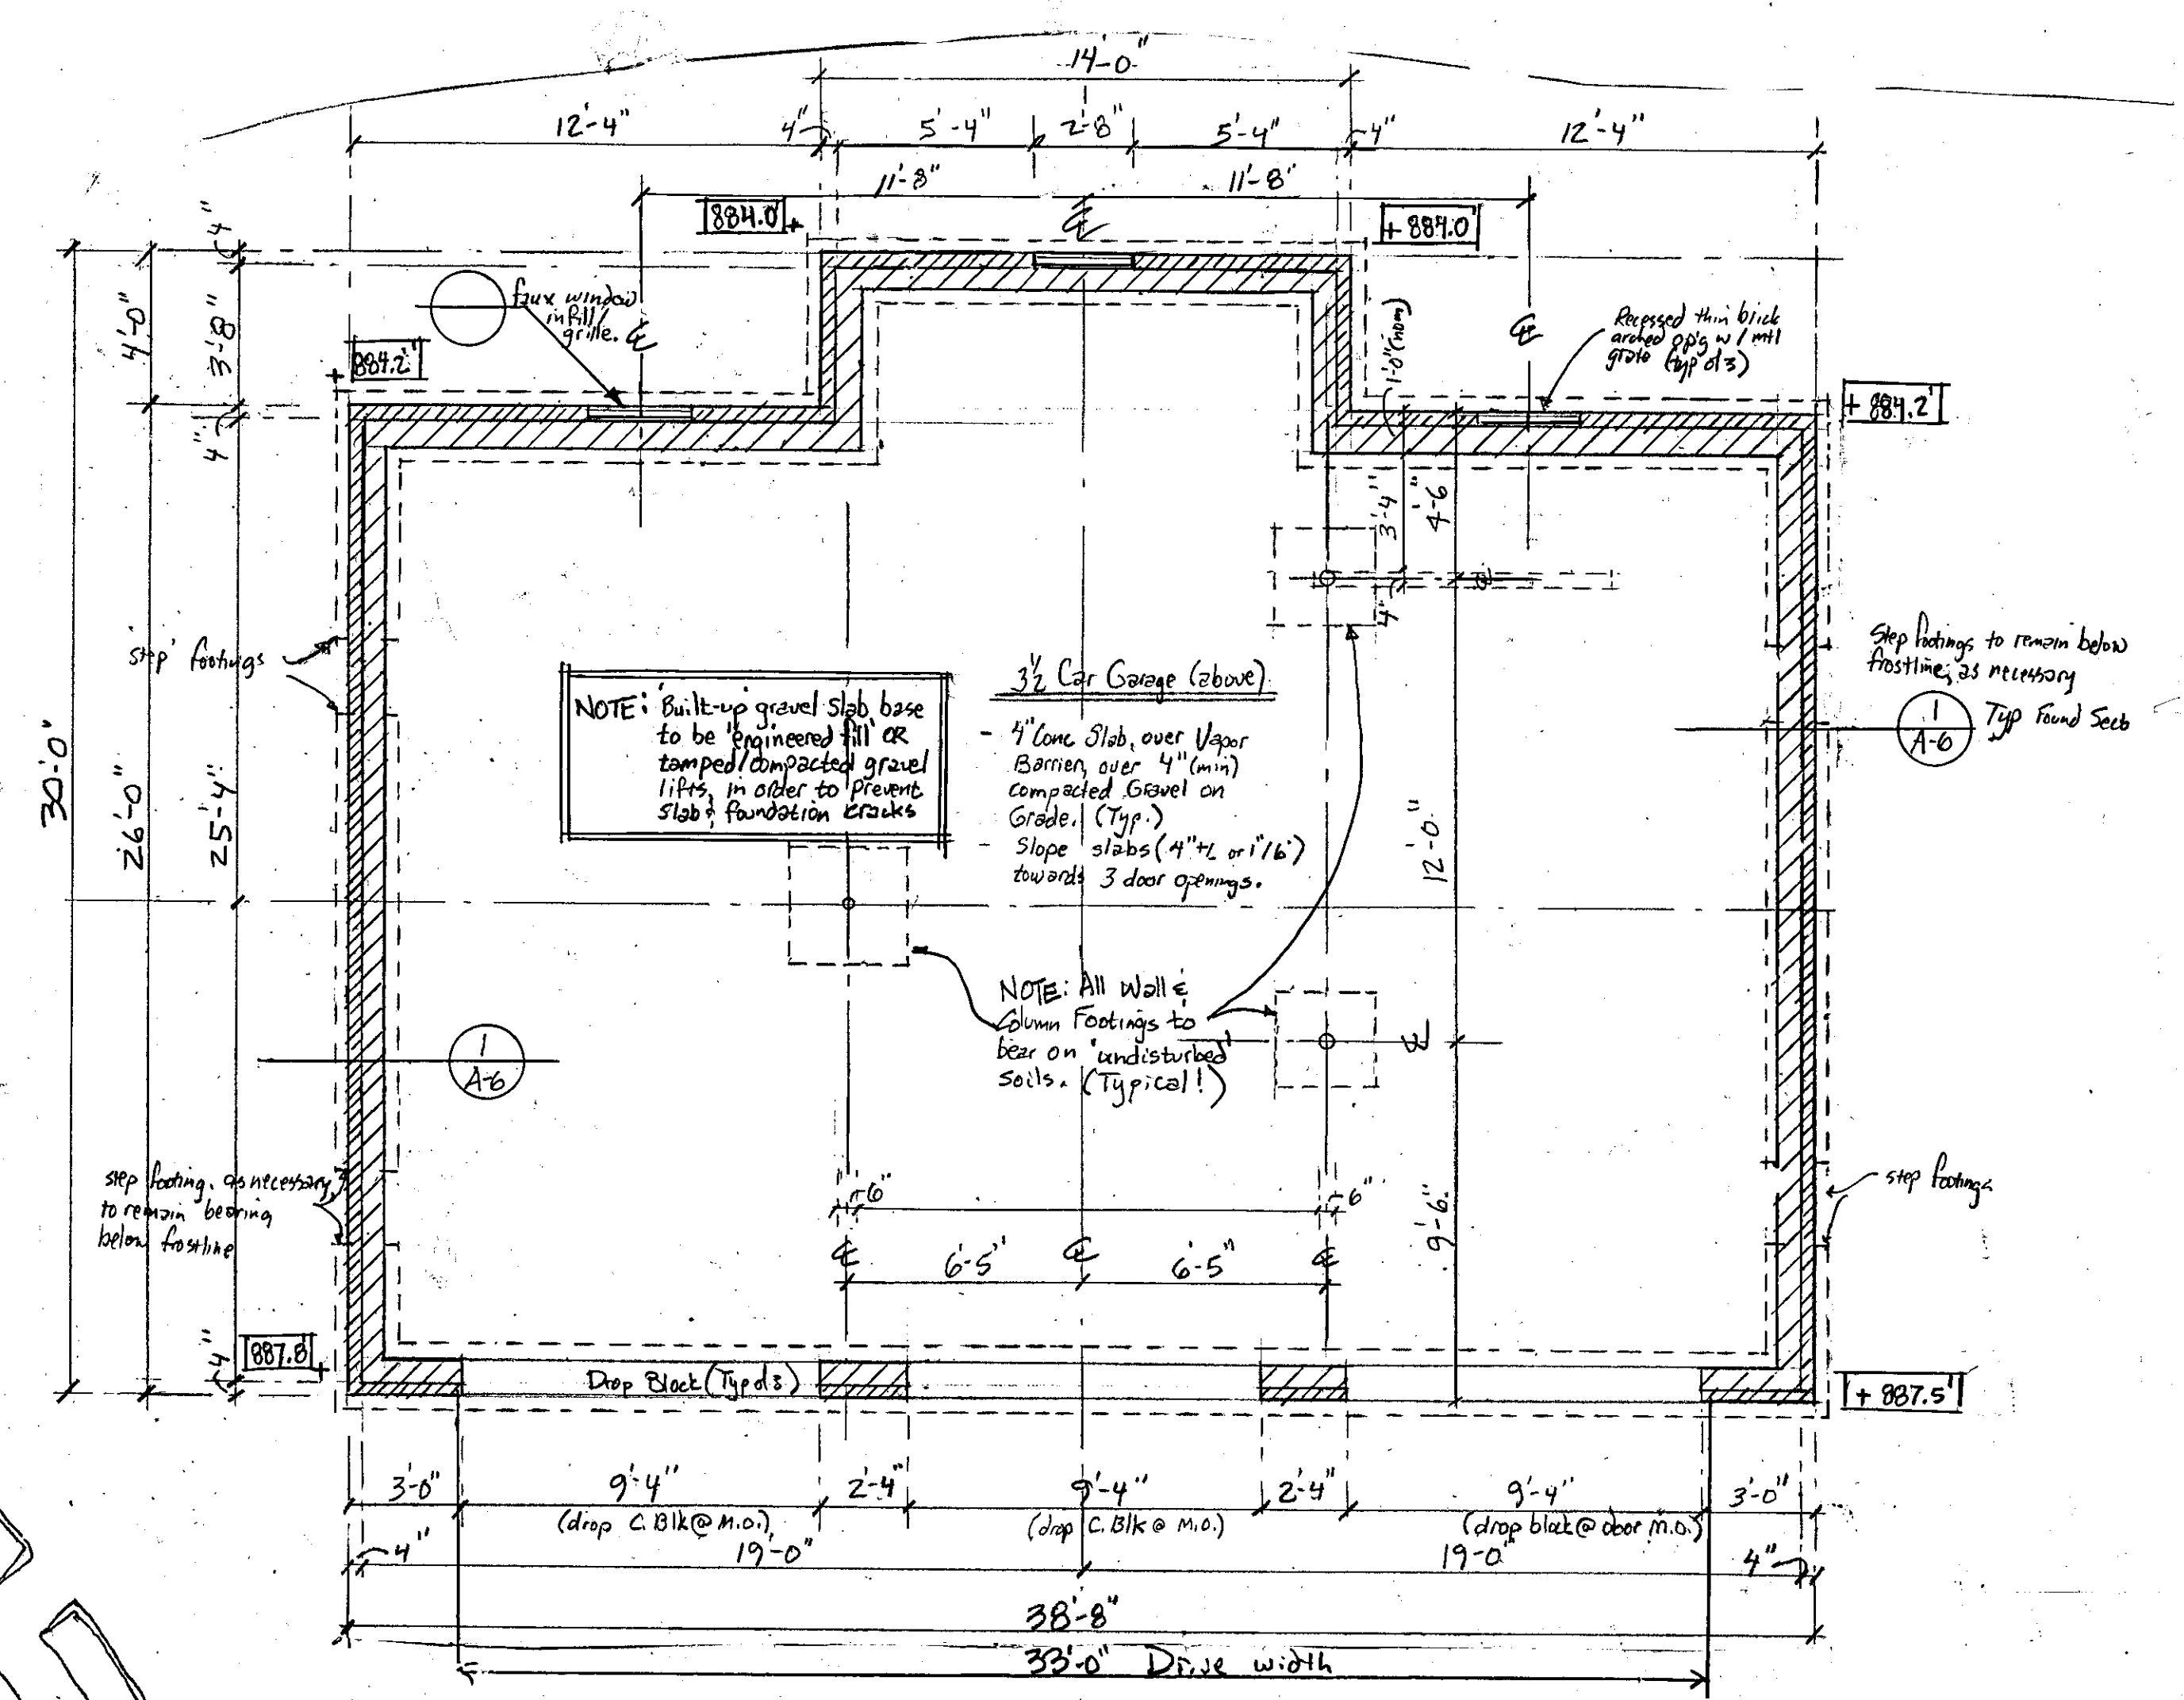 14'-0"
12'-4" 4" 5'-4" 2'-8" 5'-4" 4" 12'-4"
11'-8" 11'-8"
884.0' + ℄ + 884.0'
4"
faux window
infill/
grille. ℄
℄
Recessed thin brick
arched op'g w/ mtl
grate (typ of 3)
1'-0" (nom)
+ 884.2'
+ 884.2'
4'-0" 3'-8"
4"
3'-4" 4'-6"
4" ℄
step footings
NOTE: 'Built-up' gravel slab base
to be 'engineered fill' OR
tamped/compacted gravel
lifts, in order to prevent
slab & foundation cracks
3½ Car Garage (above)
- 4" Conc Slab, over Vapor
Barrier, over 4" (min)
compacted Gravel on
Grade. (Typ.)
- Slope slabs (4"+/- or 1"/6')
towards 3 door openings.
Step footings to remain below
frostline, as necessary
1
A-6
Typ Found Sect
30'-0" 26'-0" 25'-4"
12'-0"
NOTE: All Wall &
Column Footings to
bear on 'undisturbed'
soils. (Typical!)
℄
1
A-6
step footing, as necessary,
to remain bearing
below frostline
step footings
6" 6"
9'-6"
℄ 6'-5" ℄ 6'-5" ℄
4"
887.8 +
Drop Block (Typ of 3)
+ 887.5'
3'-0" 9'-4" 2'-4" 9'-4" 2'-4" 9'-4" 3'-0"
(drop C. Blk @ M.O.) (drop C. Blk @ M.O.) (drop block @ door M.O.)
4" 19'-0" 19'-0" 4"
38'-8"
33'-0" Drive width